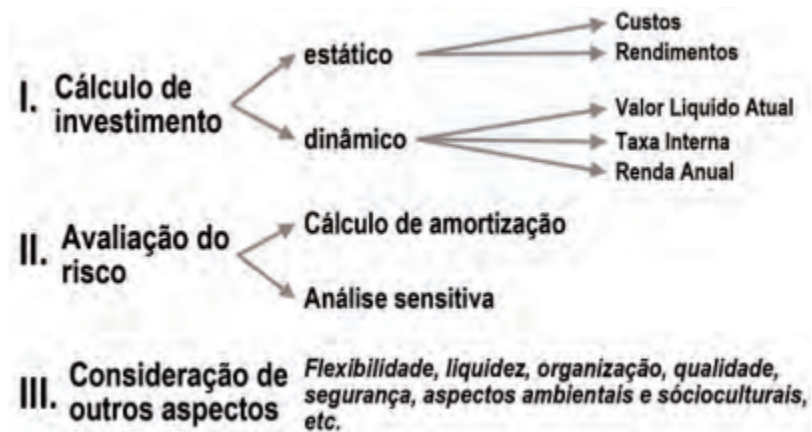 I. Cálculo de investimento
estático
Custos
Rendimentos
dinâmico
Valor Liquido Atual
Taxa Interna
Renda Anual
II. Avaliação do risco
Cálculo de amortização
Análise sensitiva
III. Consideração de outros aspectos
Flexibilidade, liquidez, organização, qualidade,
segurança, aspectos ambientais e sócioculturais,
etc.